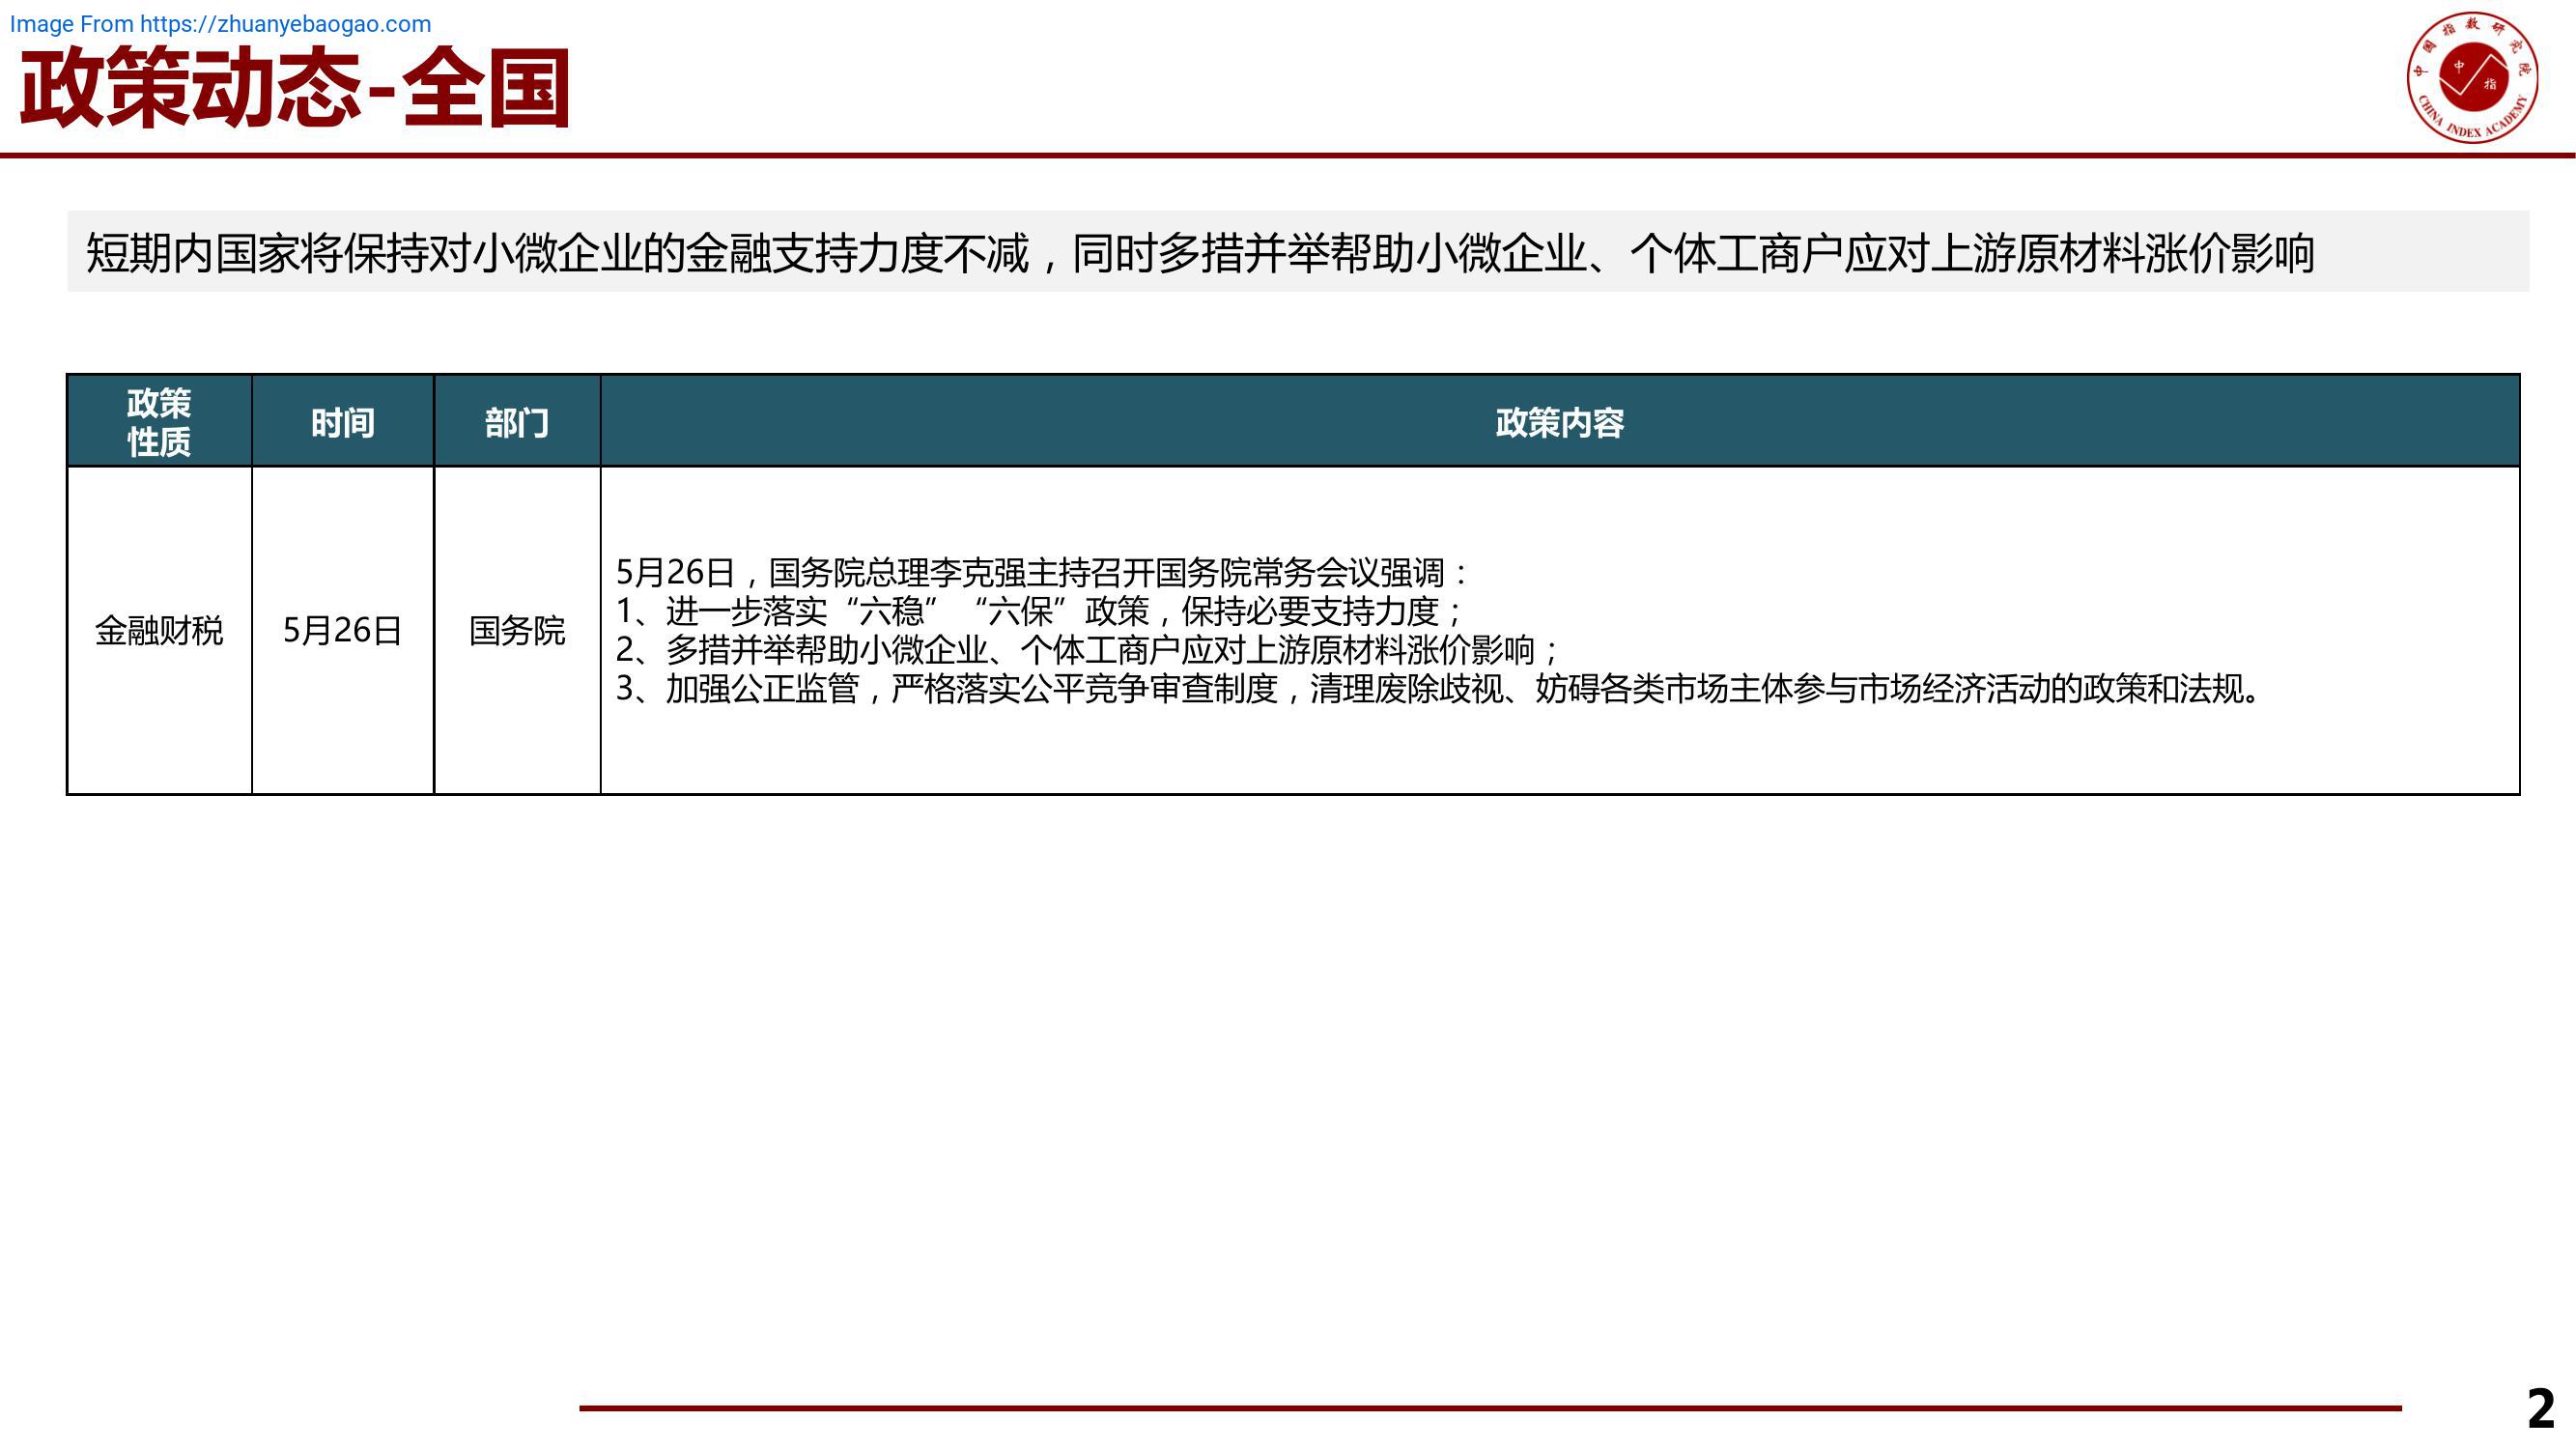 Image From https://zhuanyebaogao.com
政策动态-全国
中国指数研究院
中指
CHINA INDEX ACADEMY
短期内国家将保持对小微企业的金融支持力度不减，同时多措并举帮助小微企业、个体工商户应对上游原材料涨价影响
政策
性质
时间
部门
政策内容
金融财税
5月26日
国务院
5月26日，国务院总理李克强主持召开国务院常务会议强调：
1、进一步落实“六稳”“六保”政策，保持必要支持力度；
2、多措并举帮助小微企业、个体工商户应对上游原材料涨价影响；
3、加强公正监管，严格落实公平竞争审查制度，清理废除歧视、妨碍各类市场主体参与市场经济活动的政策和法规。
2